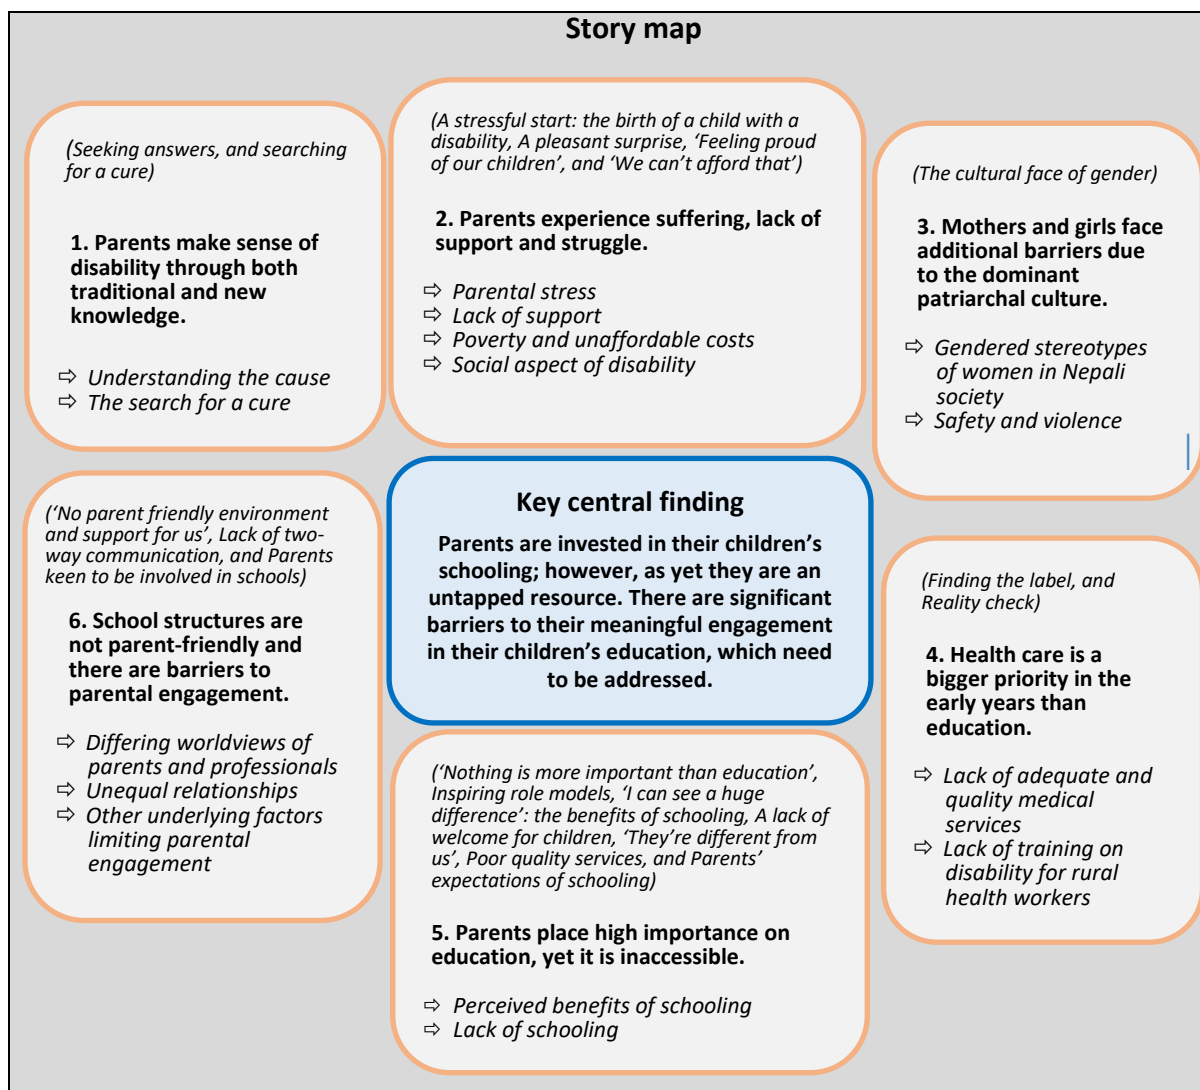 Story map
(Seeking answers, and searching
for a cure)
1. Parents make sense of
disability through both
traditional and new
knowledge.
⇨ Understanding the cause
⇨ The search for a cure
(A stressful start: the birth of a child with a
disability, A pleasant surprise, ‘Feeling proud
of our children’, and ‘We can’t afford that’)
2. Parents experience suffering, lack of
support and struggle.
⇨ Parental stress
⇨ Lack of support
⇨ Poverty and unaffordable costs
⇨ Social aspect of disability
(The cultural face of gender)
3. Mothers and girls face
additional barriers due
to the dominant
patriarchal culture.
⇨ Gendered stereotypes
of women in Nepali
society
⇨ Safety and violence
(‘No parent friendly environment
and support for us’, Lack of two-
way communication, and Parents
keen to be involved in schools)
6. School structures are
not parent-friendly and
there are barriers to
parental engagement.
⇨ Differing worldviews of
parents and professionals
⇨ Unequal relationships
⇨ Other underlying factors
limiting parental
engagement
Key central finding
Parents are invested in their children’s
schooling; however, as yet they are an
untapped resource. There are significant
barriers to their meaningful engagement
in their children’s education, which need
to be addressed.
(Finding the label, and
Reality check)
4. Health care is a
bigger priority in the
early years than
education.
⇨ Lack of adequate and
quality medical
services
⇨ Lack of training on
disability for rural
health workers
(‘Nothing is more important than education’,
Inspiring role models, ‘I can see a huge
difference’: the benefits of schooling, A lack of
welcome for children, ‘They’re different from
us’, Poor quality services, and Parents’
expectations of schooling)
5. Parents place high importance on
education, yet it is inaccessible.
⇨ Perceived benefits of schooling
⇨ Lack of schooling